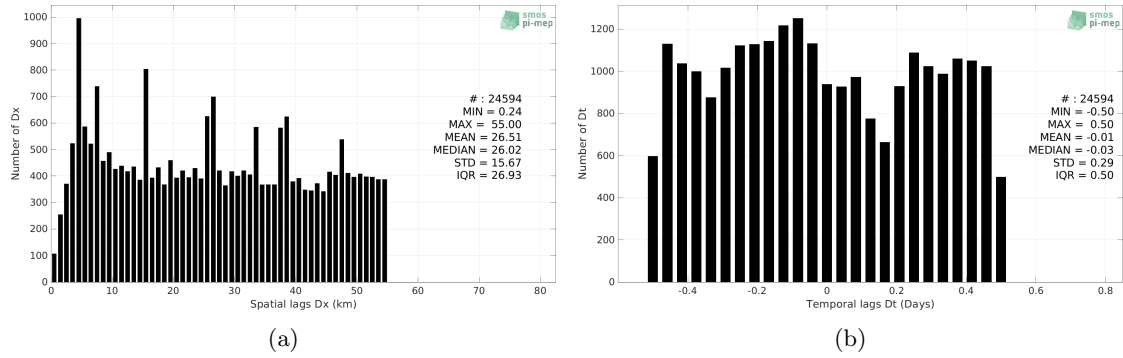 smos
pi-mep
1000
900
800
700
600
500
400
300
200
100
0
Number of Dx
# : 24594
MIN = 0.24
MAX = 55.00
MEAN = 26.51
MEDIAN = 26.02
STD = 15.67
IQR = 26.93
0 10 20 30 40 50 60 70 80
Spatial lags Dx (km)
(a)
smos
pi-mep
1200
1000
800
600
400
200
0
Number of Dt
# : 24594
MIN = -0.50
MAX = 0.50
MEAN = -0.01
MEDIAN = -0.03
STD = 0.29
IQR = 0.50
-0.4 -0.2 0 0.2 0.4 0.6 0.8
Temporal lags Dt (Days)
(b)